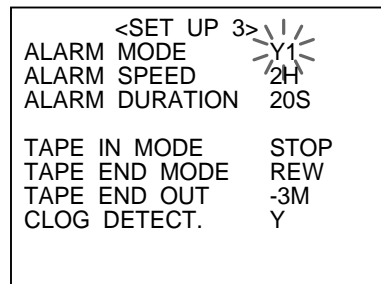 <SET UP 3>
ALARM MODE Y1
ALARM SPEED 2H
ALARM DURATION 20S
TAPE IN MODE STOP
TAPE END MODE REW
TAPE END OUT -3M
CLOG DETECT. Y